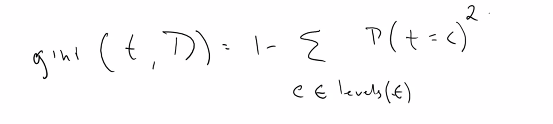 gini (t, D) = 1 - Σ P(t = c)².
c ∈ levels(t)